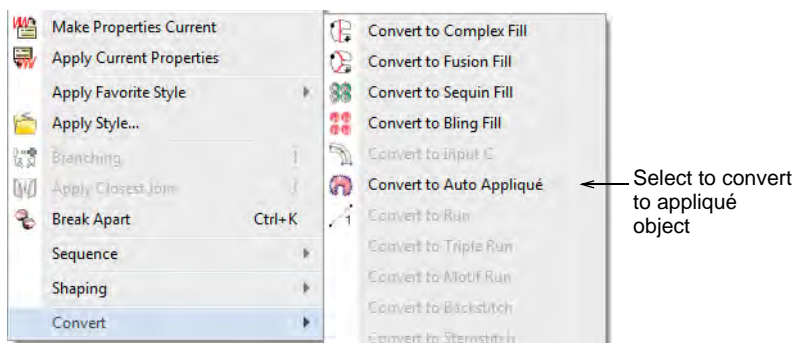 Make Properties Current
Apply Current Properties
Apply Favorite Style
Apply Style...
Branching I
Apply Closest Join J
Break Apart Ctrl+K
Sequence
Shaping
Convert
Convert to Complex Fill
Convert to Fusion Fill
Convert to Sequin Fill
Convert to Bling Fill
Convert to Input C
Convert to Auto Appliqué
Convert to Run
Convert to Triple Run
Convert to Motif Run
Convert to Backstitch
Convert to Stemstitch
Select to convert
to appliqué
object